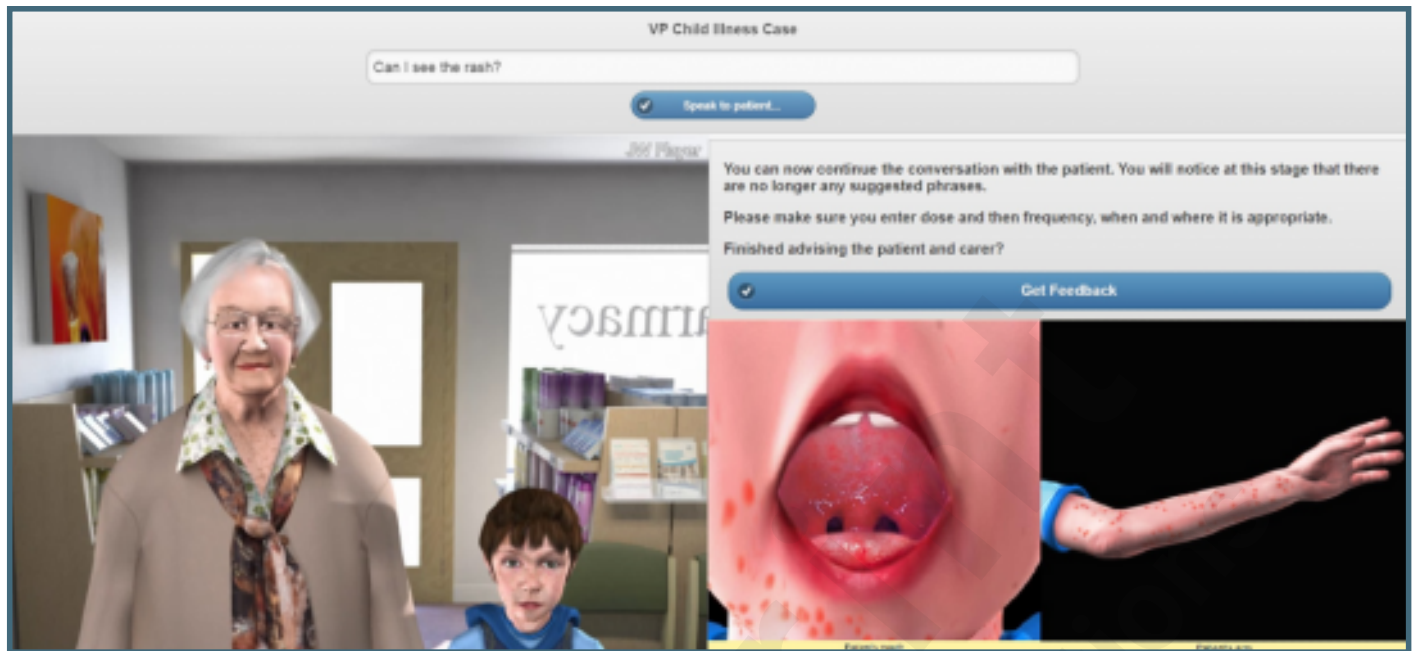 VP Child Illness Case
Can I see the rash?
Speak to patient...
JW Player
You can now continue the conversation with the patient. You will notice at this stage that there
are no longer any suggested phrases.
Please make sure you enter dose and then frequency, when and where it is appropriate.
Finished advising the patient and carer?
Get Feedback
armacy